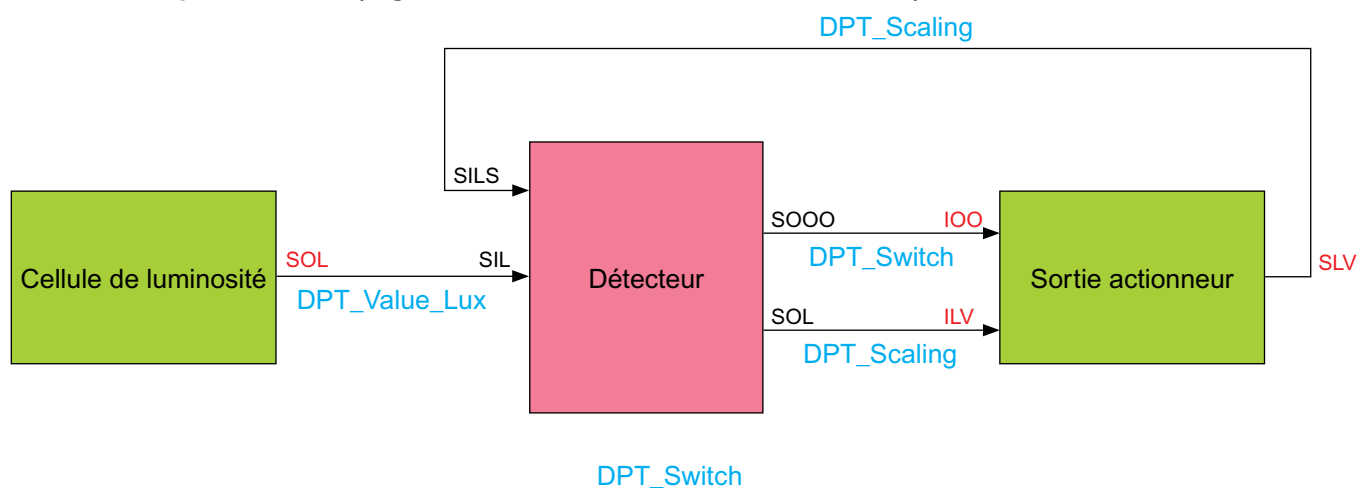 DPT_Scaling
SILS
SOOO
IOO
Cellule de luminosité
SOL
SIL
Détecteur
DPT_Switch
Sortie actionneur
SLV
DPT_Value_Lux
SOL
ILV
DPT_Scaling
DPT_Switch